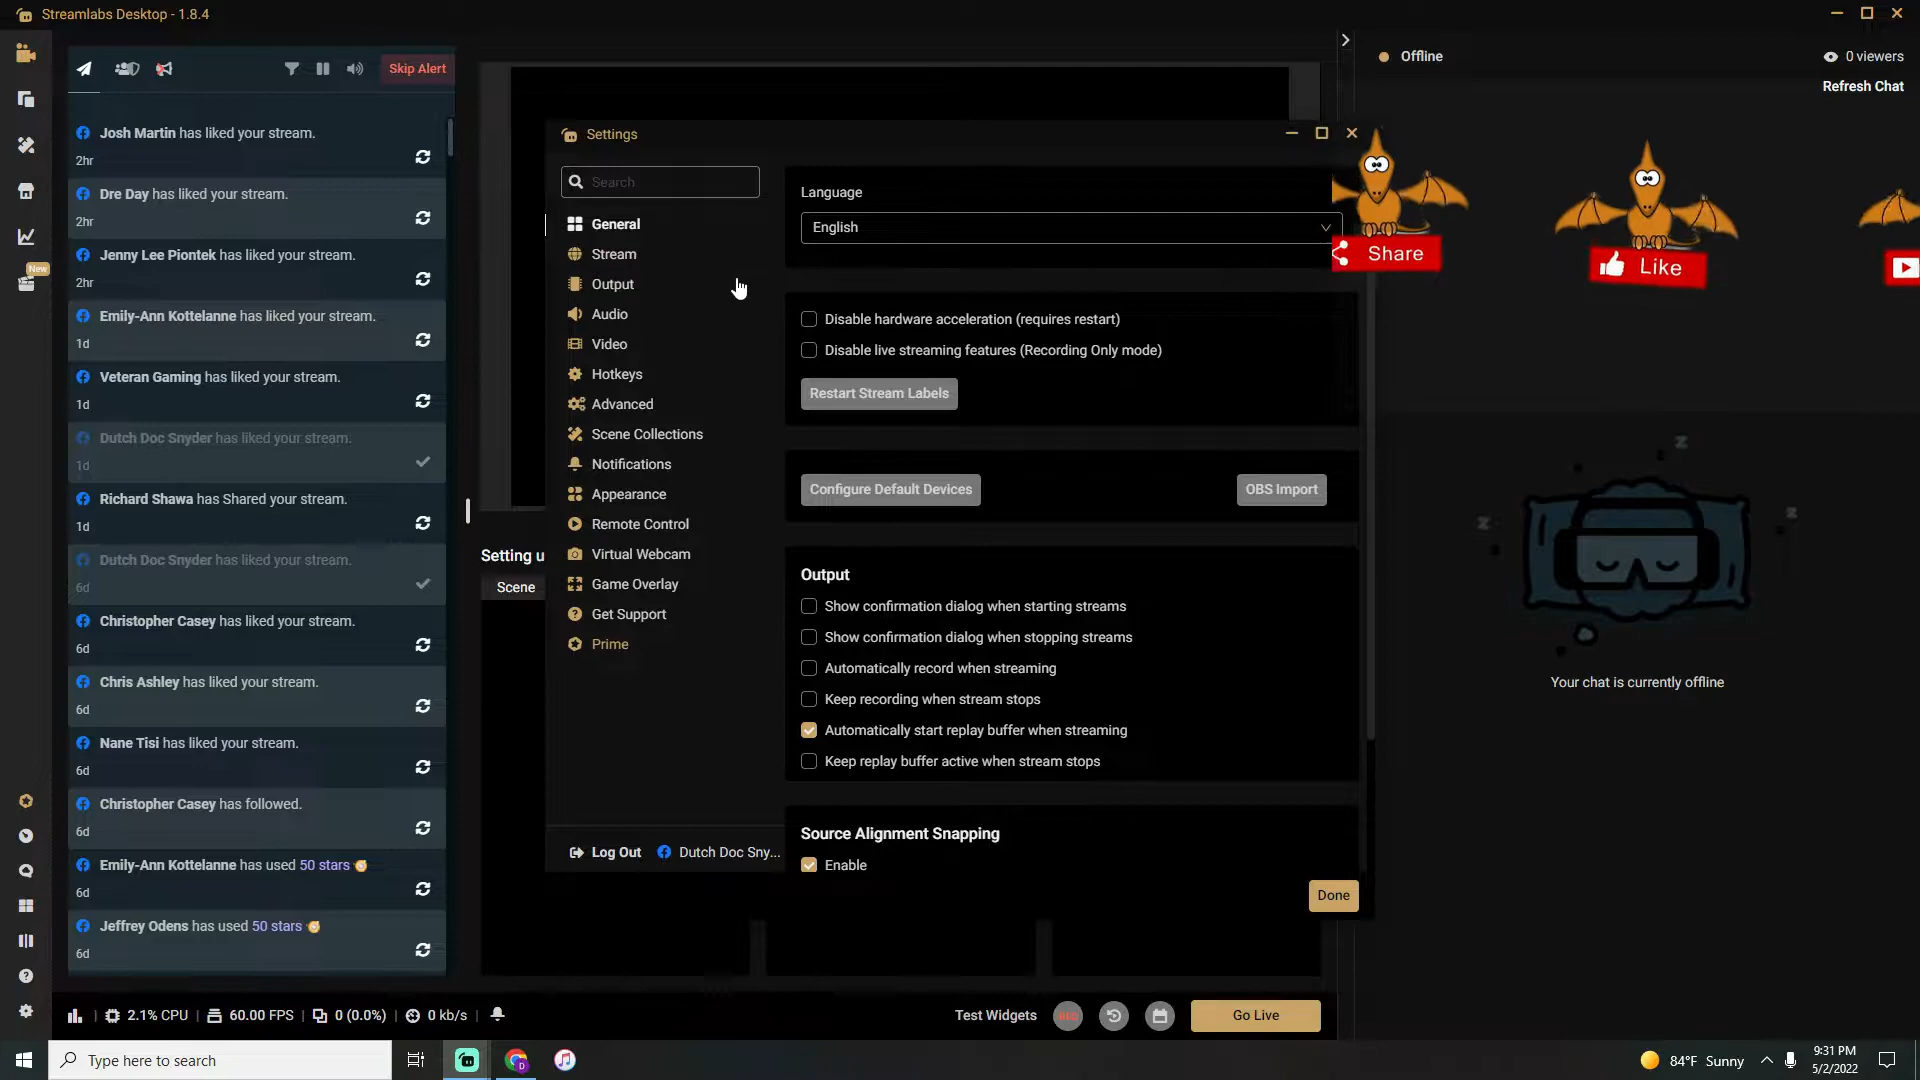 Streamlabs Desktop - 1.8.4
Skip Alert
Josh Martin has liked your stream.
2hr
Dre Day has liked your stream.
2hr
Jenny Lee Piontek has liked your stream.
2hr
Emily-Ann Kottelanne has liked your stream.
1d
Veteran Gaming has liked your stream.
1d
Dutch Doc Snyder has liked your stream.
1d
Richard Shawa has Shared your stream.
1d
Dutch Doc Snyder has liked your stream.
6d
Christopher Casey has liked your stream.
6d
Chris Ashley has liked your stream.
6d
Nane Tisi has liked your stream.
6d
Christopher Casey has followed.
6d
Emily-Ann Kottelanne has used 50 stars
6d
Jeffrey Odens has used 50 stars
6d
New
Setting u
Scene
Settings
Search
General
Stream
Output
Audio
Video
Hotkeys
Advanced
Scene Collections
Notifications
Appearance
Remote Control
Virtual Webcam
Game Overlay
Get Support
Prime
Log Out
Dutch Doc Sny...
Language
English
Disable hardware acceleration (requires restart)
Disable live streaming features (Recording Only mode)
Restart Stream Labels
Configure Default Devices
OBS Import
Output
Show confirmation dialog when starting streams
Show confirmation dialog when stopping streams
Automatically record when streaming
Keep recording when stream stops
Automatically start replay buffer when streaming
Keep replay buffer active when stream stops
Source Alignment Snapping
Enable
Done
Offline
0 viewers
Refresh Chat
Share
Like
z
z
z
Your chat is currently offline
2.1% CPU
60.00 FPS
0 (0.0%)
0 kb/s
Test Widgets
REC
Go Live
Type here to search
D
84°F Sunny
9:31 PM
5/2/2022